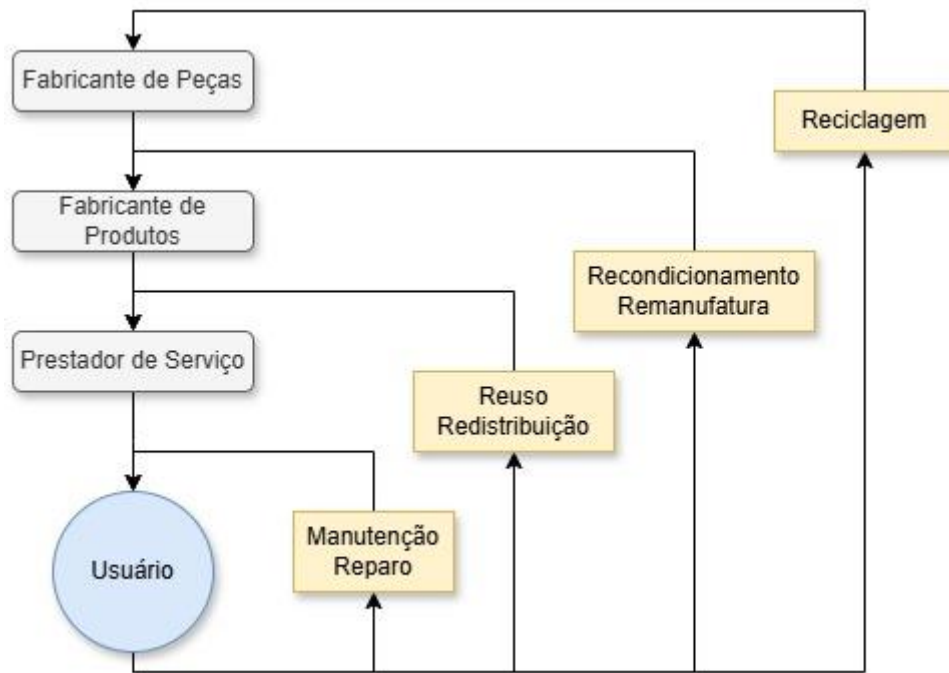 Fabricante de Peças
Reciclagem
Fabricante de
Produtos
Recondicionamento
Remanufatura
Prestador de Serviço
Reuso
Redistribuição
Manutenção
Reparo
Usuário